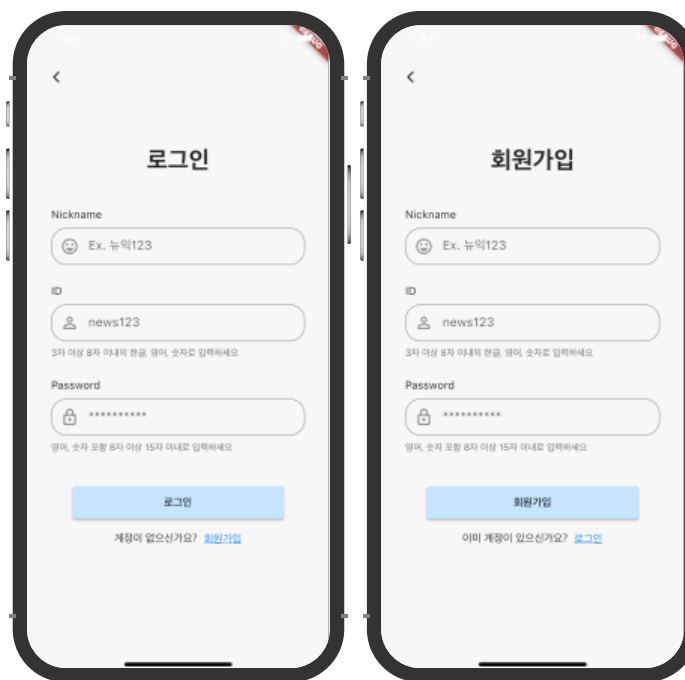 로그인
Nickname
Ex. 뉴익123
ID
news123
3자 이상 8자 이내의 한글, 영어, 숫자로 입력하세요
Password
**********
영어, 숫자 포함 8자 이상 15자 이내로 입력하세요
로그인
계정이 없으신가요? 회원가입
회원가입
Nickname
Ex. 뉴익123
ID
news123
3자 이상 8자 이내의 한글, 영어, 숫자로 입력하세요
Password
**********
영어, 숫자 포함 8자 이상 15자 이내로 입력하세요
회원가입
이미 계정이 있으신가요? 로그인